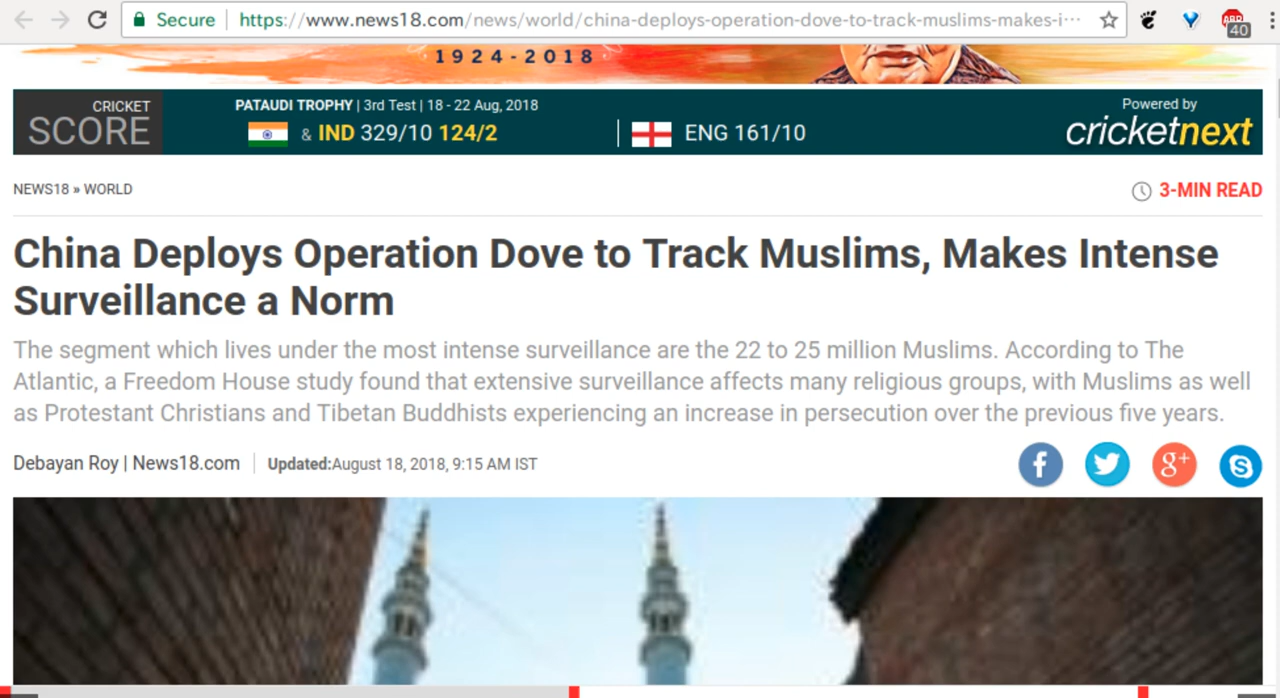 Secure https://www.news18.com/news/world/china-deploys-operation-dove-to-track-muslims-makes-i···
ABP 40
1924-2018
CRICKET SCORE
PATAUDI TROPHY | 3rd Test | 18 - 22 Aug, 2018
& IND 329/10 124/2
ENG 161/10
Powered by
cricketnext
NEWS18 » WORLD
3-MIN READ
China Deploys Operation Dove to Track Muslims, Makes Intense
Surveillance a Norm
The segment which lives under the most intense surveillance are the 22 to 25 million Muslims. According to The
Atlantic, a Freedom House study found that extensive surveillance affects many religious groups, with Muslims as well
as Protestant Christians and Tibetan Buddhists experiencing an increase in persecution over the previous five years.
Debayan Roy | News18.com Updated:August 18, 2018, 9:15 AM IST
f g+ S